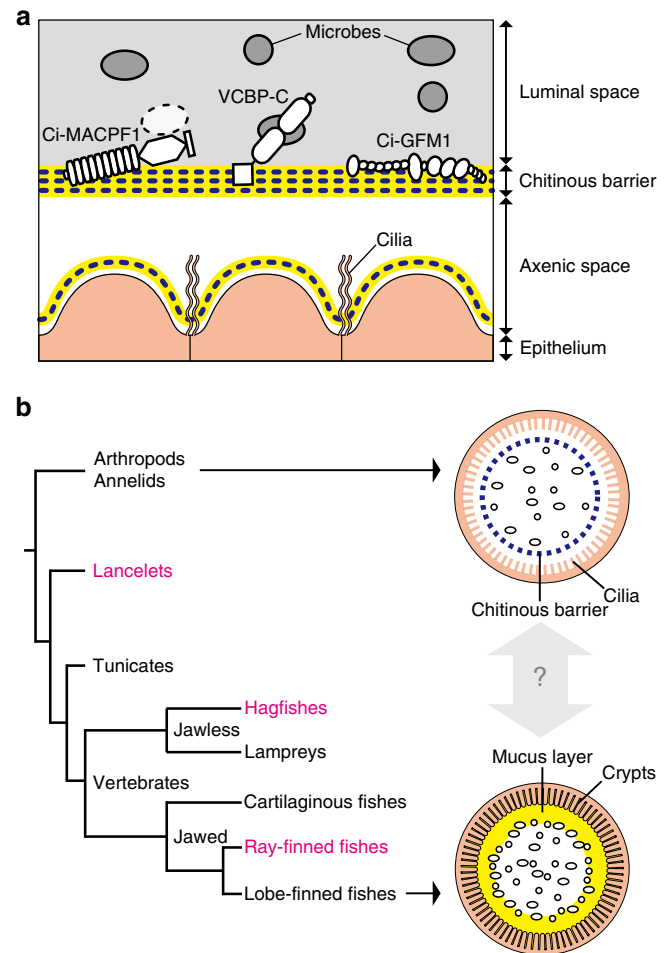 a
Microbes
VCBP-C
Ci-MACPF1
Ci-GFM1
Luminal space
Chitinous barrier
Cilia
Axenic space
Epithelium
b
Arthropods
Annelids
Lancelets
Tunicates
Hagfishes
Jawless
Lampreys
Vertebrates
Cartilaginous fishes
Jawed
Ray-finned fishes
Lobe-finned fishes
Cilia
Chitinous barrier
?
Mucus layer
Crypts